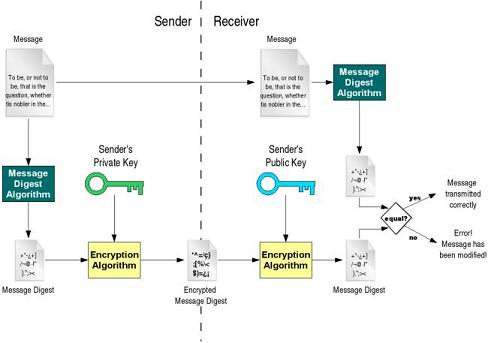 Sender
Receiver
Message
To be, or not
to be, that is the
question, whether
tis nobler in the...
Message
Digest
Algorithm
Sender's
Private Key
+*-¿+]
/~@ -!"
}.";><
Message Digest
Encryption
Algorithm
*^=/ç}
;{%\<
$)=¿¡
Encrypted
Message Digest
Message
To be, or not to
be, that is the
question, whether
tis nobler in the...
Message
Digest
Algorithm
Sender's
Public Key
Encryption
Algorithm
+*-¿+]
/~@ -!"
}.";><
+*-¿+]
/~@ -!"
}.";><
Message Digest
equal?
yes
no
Message
transmitted
correctly
Error!
Message has
been modified!